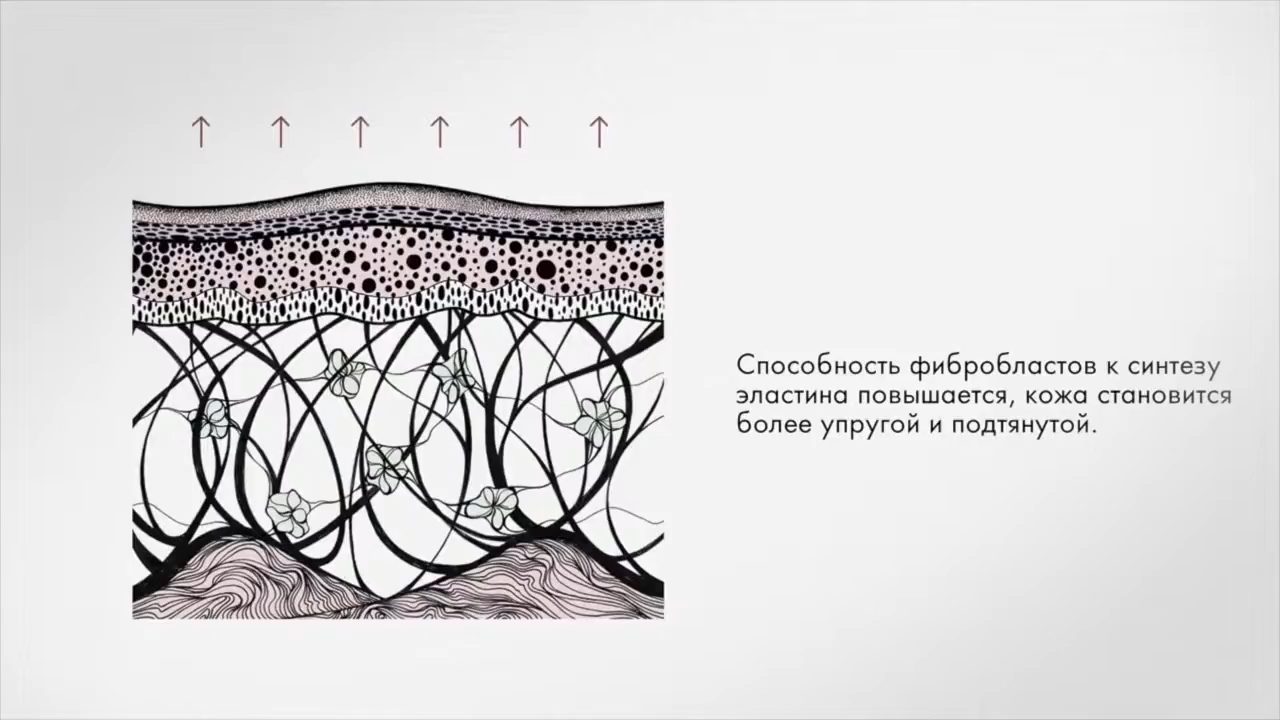 Способность фибробластов к синтезу
эластина повышается, кожа становится
более упругой и подтянутой.